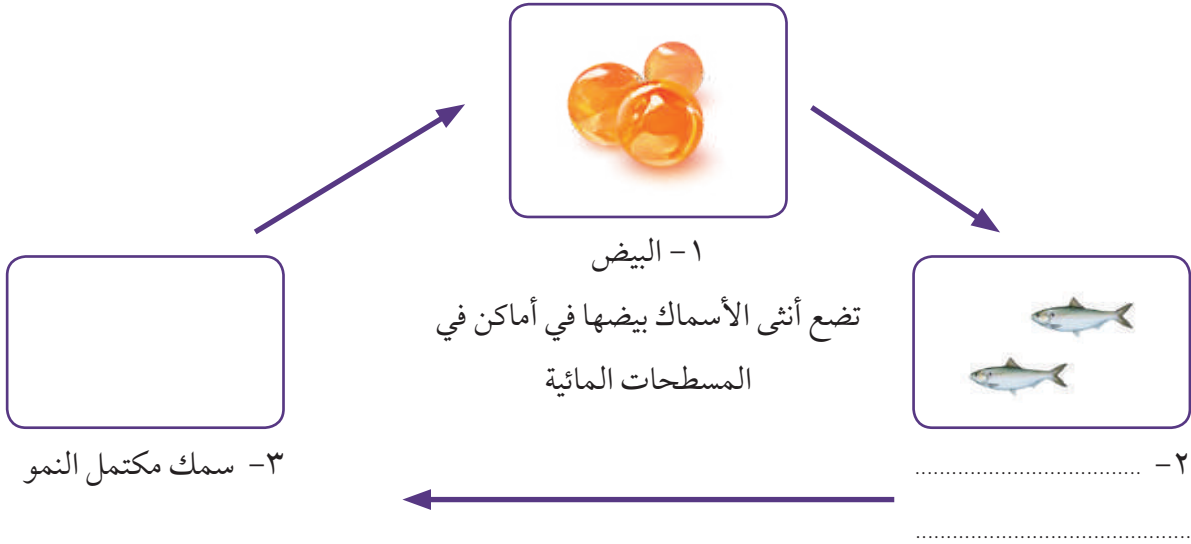 ١- البيض
تضع أنثى الأسماك بيضها في أماكن في
المسطحات المائية
٢- .....................................
.............................................
٣- سمك مكتمل النمو